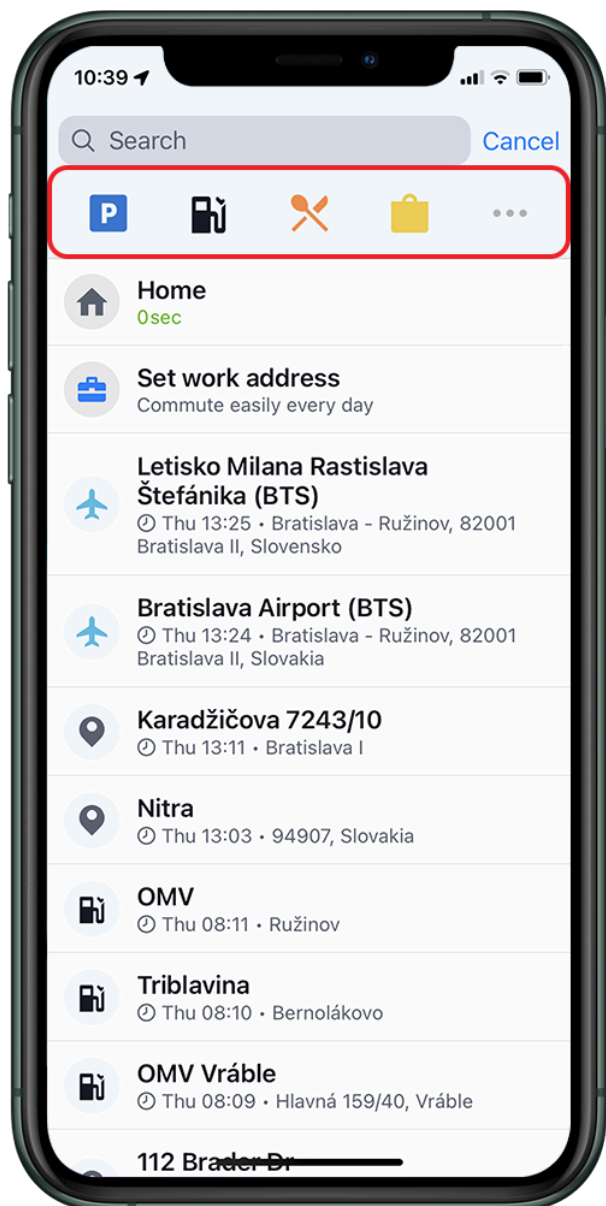 10:39
Search
Cancel
P
Home
0sec
Set work address
Commute easily every day
Letisko Milana Rastislava
Štefánika (BTS)
Thu 13:25 • Bratislava - Ružinov, 82001
Bratislava II, Slovensko
Bratislava Airport (BTS)
Thu 13:24 • Bratislava - Ružinov, 82001
Bratislava II, Slovakia
Karadžičova 7243/10
Thu 13:11 • Bratislava I
Nitra
Thu 13:03 • 94907, Slovakia
OMV
Thu 08:11 • Ružinov
Triblavina
Thu 08:10 • Bernolákovo
OMV Vráble
Thu 08:09 • Hlavná 159/40, Vráble
112 Brader Dr